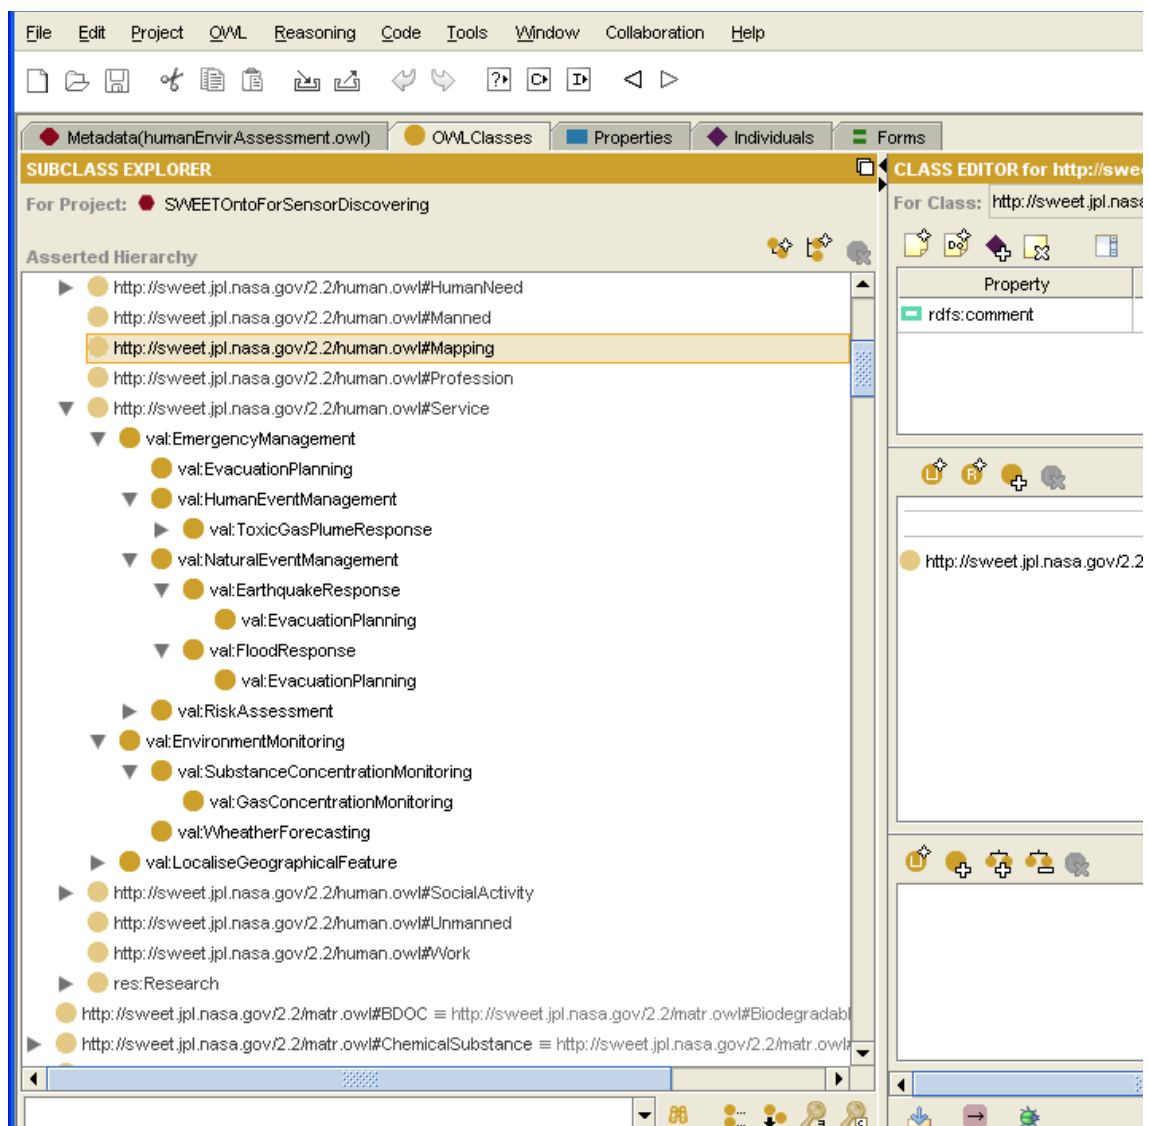 File Edit Project OWL Reasoning Code Tools Window Collaboration Help
Metadata(humanEnvirAssessment.owl) OWLClasses Properties Individuals Forms
SUBCLASS EXPLORER
For Project: SWEETOntoForSensorDiscovering
Asserted Hierarchy
http://sweet.jpl.nasa.gov/2.2/human.owl#HumanNeed
http://sweet.jpl.nasa.gov/2.2/human.owl#Manned
http://sweet.jpl.nasa.gov/2.2/human.owl#Mapping
http://sweet.jpl.nasa.gov/2.2/human.owl#Profession
http://sweet.jpl.nasa.gov/2.2/human.owl#Service
val:EmergencyManagement
val:EvacuationPlanning
val:HumanEventManagement
val:ToxicGasPlumeResponse
val:NaturalEventManagement
val:EarthquakeResponse
val:EvacuationPlanning
val:FloodResponse
val:EvacuationPlanning
val:RiskAssessment
val:EnvironmentMonitoring
val:SubstanceConcentrationMonitoring
val:GasConcentrationMonitoring
val:WheatherForecasting
val:LocaliseGeographicalFeature
http://sweet.jpl.nasa.gov/2.2/human.owl#SocialActivity
http://sweet.jpl.nasa.gov/2.2/human.owl#Unmanned
http://sweet.jpl.nasa.gov/2.2/human.owl#Work
res:Research
http://sweet.jpl.nasa.gov/2.2/matr.owl#BDOC ≡ http://sweet.jpl.nasa.gov/2.2/matr.owl#Biodegradabl
http://sweet.jpl.nasa.gov/2.2/matr.owl#ChemicalSubstance ≡ http://sweet.jpl.nasa.gov/2.2/matr.owl#
CLASS EDITOR for http://swe
For Class: http://sweet.jpl.nasa
Property
rdfs:comment
http://sweet.jpl.nasa.gov/2.2